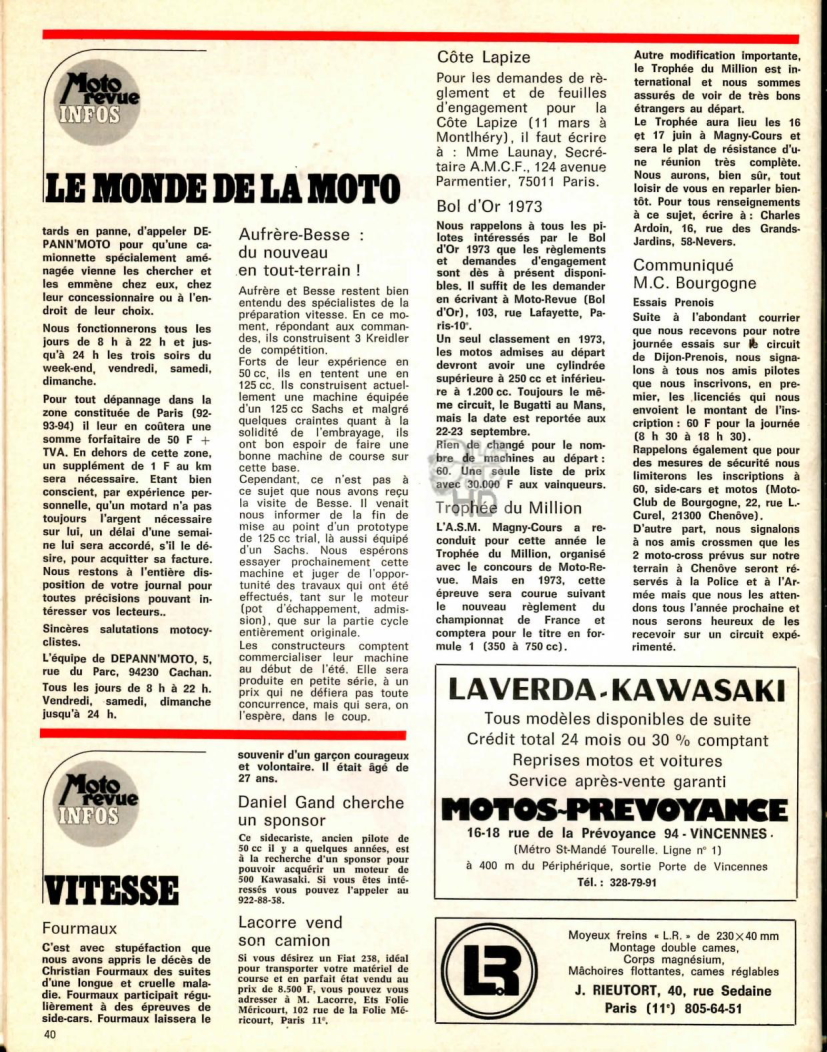 Moto
revue
INFOS
LE MONDE DE LA MOTO
tards en panne, d'appeler DE-
PANN'MOTO pour qu'une ca-
mionnette spécialement amé-
nagée vienne les chercher et
les emmène chez eux, chez
leur concessionnaire ou à l'en-
droit de leur choix.
Nous fonctionnerons tous les
jours de 8 h à 22 h et jus-
qu'à 24 h les trois soirs du
week-end, vendredi, samedi,
dimanche.
Pour tout dépannage dans la
zone constituée de Paris (92-
93-94) il leur en coûtera une
somme forfaitaire de 50 F +
TVA. En dehors de cette zone,
un supplément de 1 F au km
sera nécessaire. Etant bien
conscient, par expérience per-
sonnelle, qu'un motard n'a pas
toujours l'argent nécessaire
sur lui, un délai d'une semai-
ne lui sera accordé, s'il le dé-
sire, pour acquitter sa facture.
Nous restons à l'entière dis-
position de votre journal pour
toutes précisions pouvant in-
téresser vos lecteurs..
Sincères salutations motocy-
clistes.
L'équipe de DEPANN'MOTO, 5,
rue du Parc, 94230 Cachan.
Tous les jours de 8 h à 22 h.
Vendredi, samedi, dimanche
jusqu'à 24 h.
Aufrère-Besse :
du nouveau
en tout-terrain !
Aufrère et Besse restent bien
entendu des spécialistes de la
préparation vitesse. En ce mo-
ment, répondant aux comman-
des, ils construisent 3 Kreidler
de compétition.
Forts de leur expérience en
50 cc, ils en tentent une en
125 cc. Ils construisent actuel-
lement une machine équipée
d'un 125 cc Sachs et malgré
quelques craintes quant à la
solidité de l'embrayage, ils
ont bon espoir de faire une
bonne machine de course sur
cette base.
Cependant, ce n'est pas à
ce sujet que nous avons reçu
la visite de Besse. Il venait
nous informer de la fin de
mise au point d'un prototype
de 125 cc trial, là aussi équipé
d'un Sachs. Nous espérons
essayer prochainement cette
machine et juger de l'oppor-
tunité des travaux qui ont été
effectués, tant sur le moteur
(pot d'échappement, admis-
sion), que sur la partie cycle
entièrement originale.
Les constructeurs comptent
commercialiser leur machine
au début de l'été. Elle sera
produite en petite série, à un
prix qui ne défiera pas toute
concurrence, mais qui sera, on
l'espère, dans le coup.
Côte Lapize
Pour les demandes de rè-
glement et de feuilles
d'engagement pour la
Côte Lapize (11 mars à
Montlhéry), il faut écrire
à : Mme Launay, Secré-
taire A.M.C.F., 124 avenue
Parmentier, 75011 Paris.
Bol d'Or 1973
Nous rappelons à tous les pi-
lotes intéressés par le Bol
d'Or 1973 que les règlements
et demandes d'engagement
sont dès à présent disponi-
bles. Il suffit de les demander
en écrivant à Moto-Revue (Bol
d'Or), 103, rue Lafayette, Pa-
ris-10e.
Un seul classement en 1973,
les motos admises au départ
devront avoir une cylindrée
supérieure à 250 cc et inférieu-
re à 1.200 cc. Toujours le mê-
me circuit, le Bugatti au Mans,
mais la date est reportée aux
22-23 septembre.
Rien de changé pour le nom-
bre de machines au départ :
60. Une seule liste de prix
avec 30.000 F aux vainqueurs.
HD
Trophée du Million
L'A.S.M. Magny-Cours a re-
conduit pour cette année le
Trophée du Million, organisé
avec le concours de Moto-Re-
vue. Mais en 1973, cette
épreuve sera courue suivant
le nouveau règlement du
championnat de France et
comptera pour le titre en for-
mule 1 (350 à 750 cc).
Autre modification importante,
le Trophée du Million est in-
ternational et nous sommes
assurés de voir de très bons
étrangers au départ.
Le Trophée aura lieu les 16
et 17 juin à Magny-Cours et
sera le plat de résistance d'u-
ne réunion très complète.
Nous aurons, bien sûr, tout
loisir de vous en reparler bien-
tôt. Pour tous renseignements
à ce sujet, écrire à : Charles
Ardoin, 16, rue des Grands-
Jardins, 58-Nevers.
Communiqué
M.C. Bourgogne
Essais Prenois
Suite à l'abondant courrier
que nous recevons pour notre
journée essais sur le circuit
de Dijon-Prenois, nous signa-
lons à tous nos amis pilotes
que nous inscrivons, en pre-
mier, les licenciés qui nous
envoient le montant de l'ins-
cription : 60 F pour la journée
(8 h 30 à 18 h 30).
Rappelons également que pour
des mesures de sécurité nous
limiterons les inscriptions à
60, side-cars et motos (Moto-
Club de Bourgogne, 22, rue L.-
Curel, 21300 Chenôve).
D'autre part, nous signalons
à nos amis crossmen que les
2 moto-cross prévus sur notre
terrain à Chenôve seront ré-
servés à la Police et à l'Ar-
mée mais que nous les atten-
dons tous l'année prochaine et
nous serons heureux de les
recevoir sur un circuit expé-
rimenté.
Moto
revue
INFOS
VITESSE
Fourmaux
C'est avec stupéfaction que
nous avons appris le décès de
Christian Fourmaux des suites
d'une longue et cruelle mala-
die. Fourmaux participait régu-
lièrement à des épreuves de
side-cars. Fourmaux laissera le
souvenir d'un garçon courageux
et volontaire. Il était âgé de
27 ans.
Daniel Gand cherche
un sponsor
Ce sidecariste, ancien pilote de
50 cc il y a quelques années, est
à la recherche d'un sponsor pour
pouvoir acquérir un moteur de
500 Kawasaki. Si vous êtes inté-
ressés vous pouvez l'appeler au
922-88-38.
Lacorre vend
son camion
Si vous désirez un Fiat 238, idéal
pour transporter votre matériel de
course et en parfait état vendu au
prix de 8.500 F, vous pouvez vous
adresser à M. Lacorre, Ets Folie
Méricourt, 102 rue de la Folie Mé-
ricourt, Paris 11e.
LAVERDA-KAWASAKI
Tous modèles disponibles de suite
Crédit total 24 mois ou 30 % comptant
Reprises motos et voitures
Service après-vente garanti
MOTOS-PREVOYANCE
16-18 rue de la Prévoyance 94 - VINCENNES -
(Métro St-Mandé Tourelle. Ligne n° 1)
à 400 m du Périphérique, sortie Porte de Vincennes
Tél. : 328-79-91
LR
Moyeux freins « L.R. » de 230×40 mm
Montage double cames,
Corps magnésium,
Mâchoires flottantes, cames réglables
J. RIEUTORT, 40, rue Sedaine
Paris (11e) 805-64-51
40